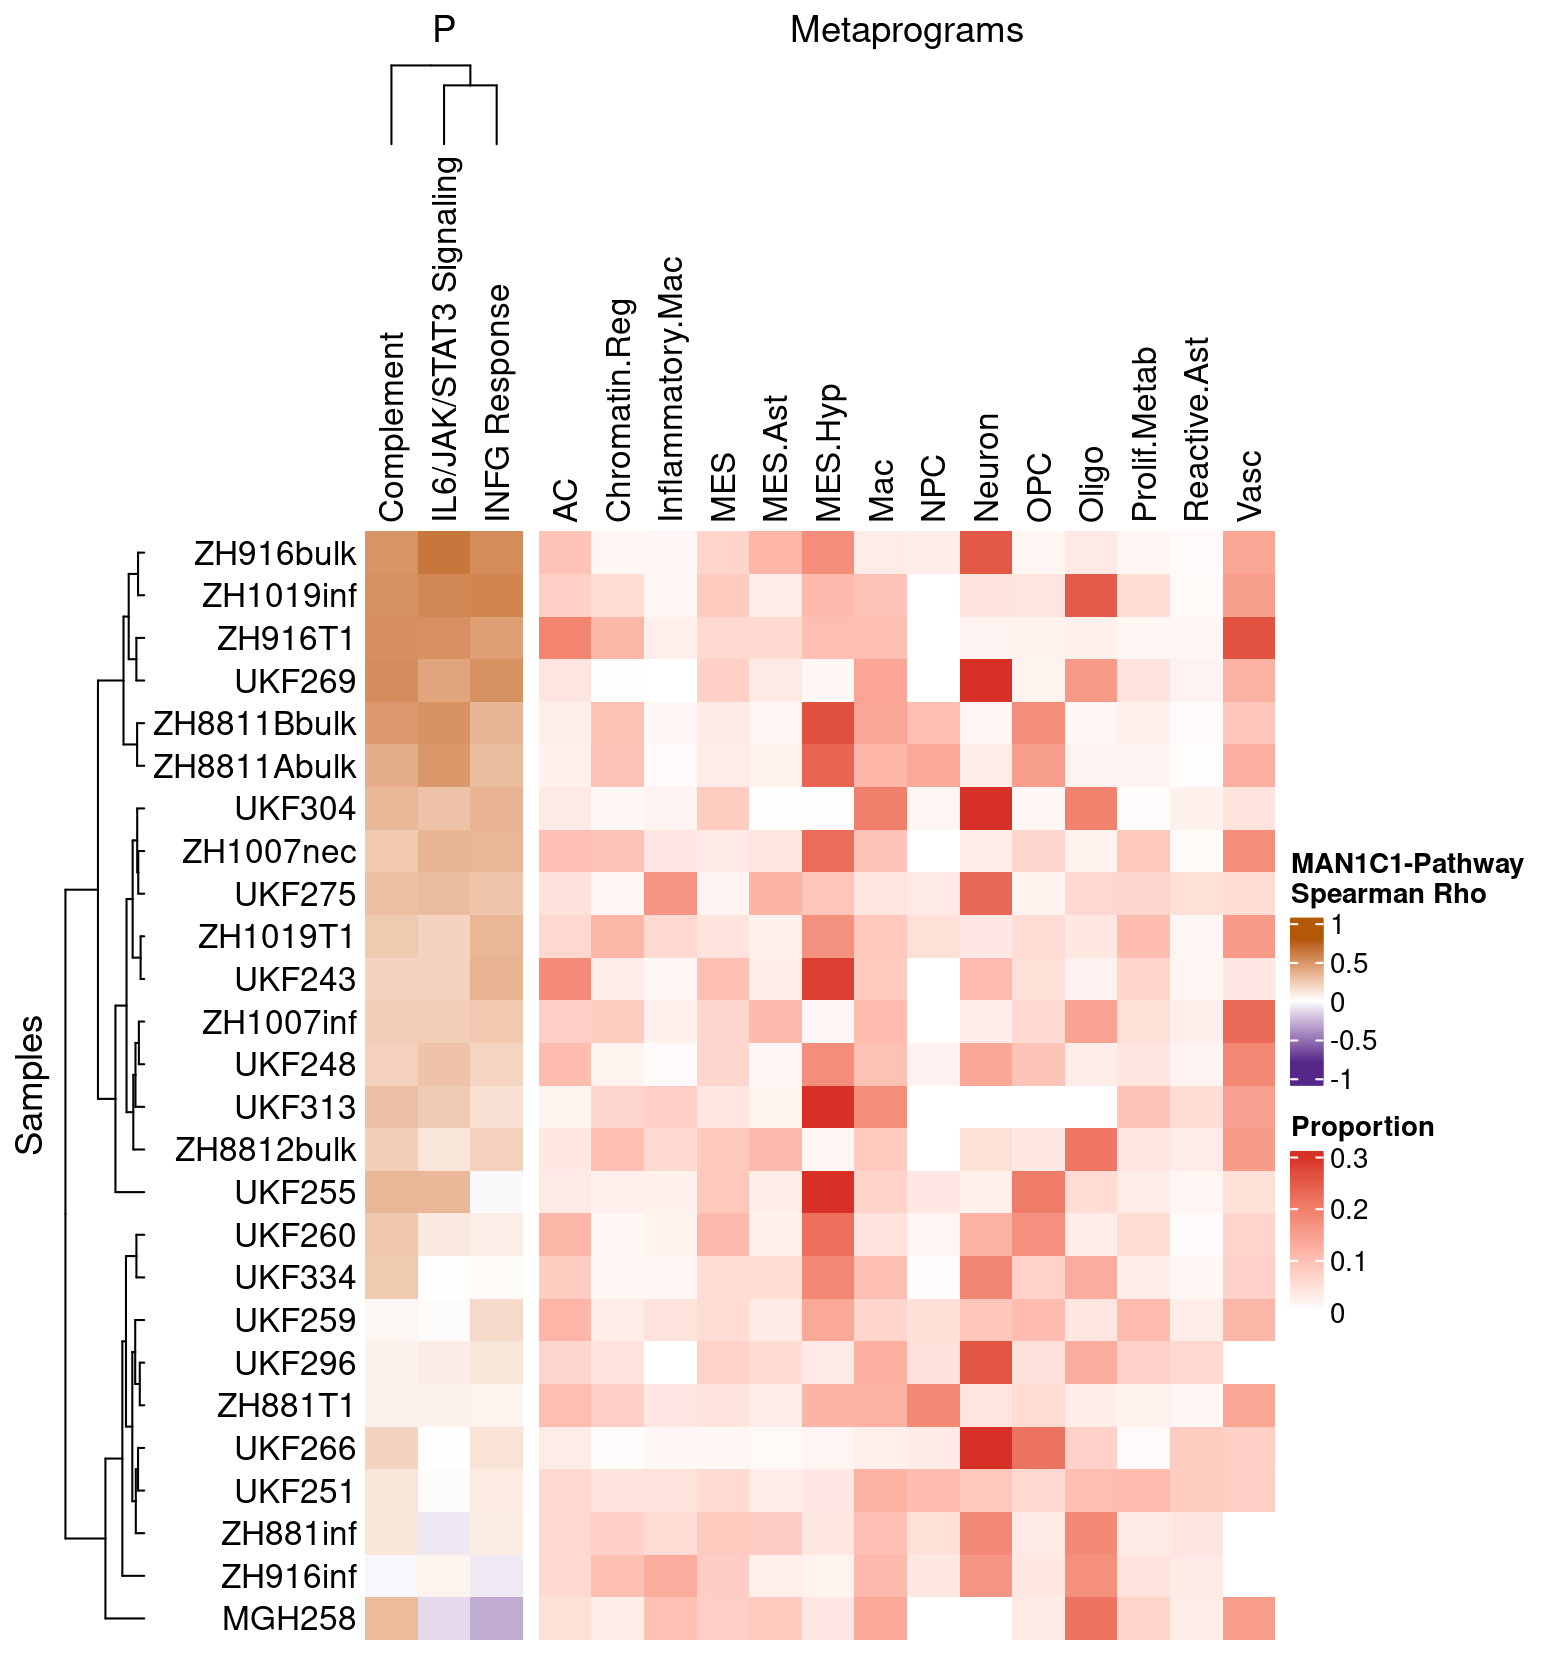 P
Metaprograms
Complement
IL6/JAK/STAT3 Signaling
INFG Response
AC
Chromatin.Reg
Inflammatory.Mac
MES
MES.Ast
MES.Hyp
Mac
NPC
Neuron
OPC
Oligo
Prolif.Metab
Reactive.Ast
Vasc
Samples
ZH916bulk
ZH1019inf
ZH916T1
UKF269
ZH8811Bbulk
ZH8811Abulk
UKF304
ZH1007nec
UKF275
ZH1019T1
UKF243
ZH1007inf
UKF248
UKF313
ZH8812bulk
UKF255
UKF260
UKF334
UKF259
UKF296
ZH881T1
UKF266
UKF251
ZH881inf
ZH916inf
MGH258
MAN1C1-Pathway
Spearman Rho
1
0.5
0
-0.5
-1
Proportion
0.3
0.2
0.1
0